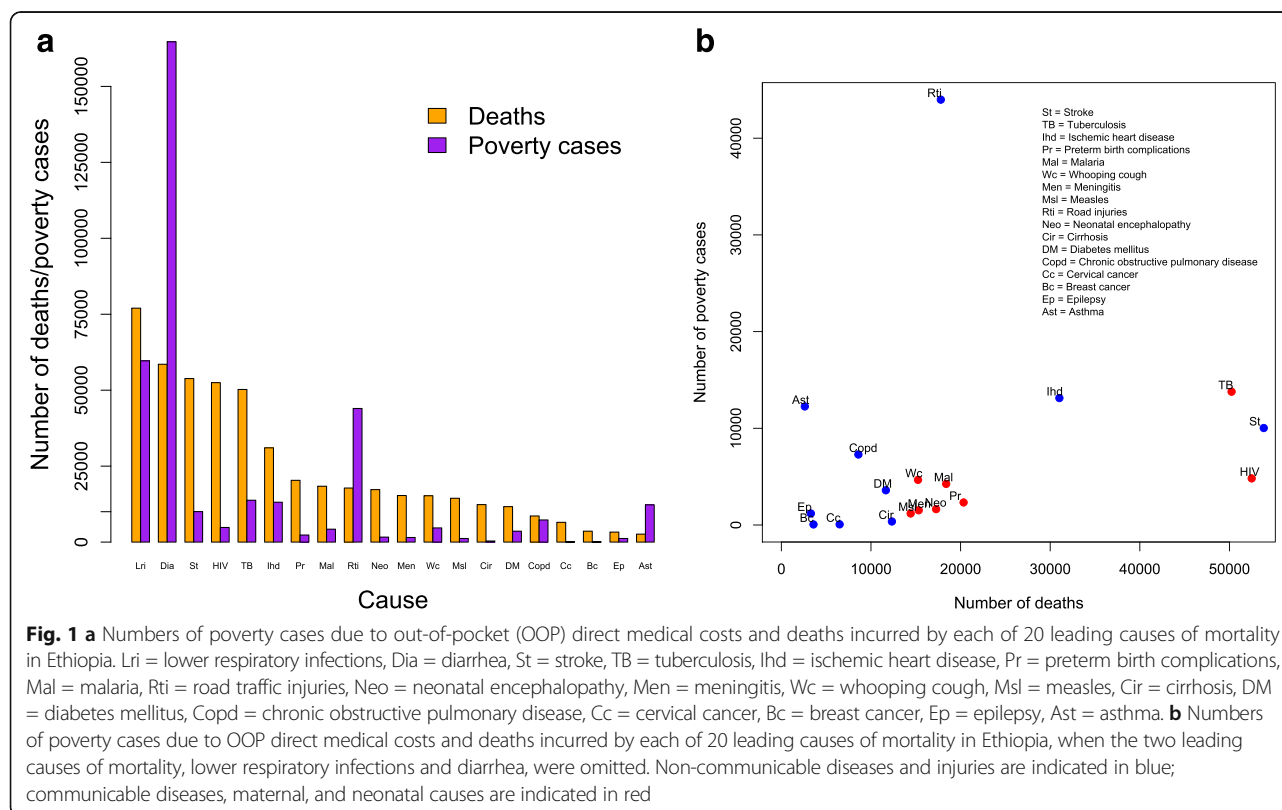 a
Number of deaths/poverty cases
150000
125000
100000
75000
50000
25000
0
Deaths
Poverty cases
Lri Dia St HIV TB Ihd Pr Mal Rti Neo Men Wc Msl Cir DM Copd Cc Bc Ep Ast
Cause
b
Number of poverty cases
40000
30000
20000
10000
0
Rti
St = Stroke
TB = Tuberculosis
Ihd = Ischemic heart disease
Pr = Preterm birth complications
Mal = Malaria
Wc = Whooping cough
Men = Meningitis
Msl = Measles
Rti = Road injuries
Neo = Neonatal encephalopathy
Cir = Cirrhosis
DM = Diabetes mellitus
Copd = Chronic obstructive pulmonary disease
Cc = Cervical cancer
Bc = Breast cancer
Ep = Epilepsy
Ast = Asthma
TB
Ihd
Ast
St
Copd
HIV
Wc
Mal
DM
Pr
Msl
Men
Neo
Ep
Bc
Cc
Cir
0 10000 20000 30000 40000 50000
Number of deaths
Fig. 1 a Numbers of poverty cases due to out-of-pocket (OOP) direct medical costs and deaths incurred by each of 20 leading causes of mortality
in Ethiopia. Lri = lower respiratory infections, Dia = diarrhea, St = stroke, TB = tuberculosis, Ihd = ischemic heart disease, Pr = preterm birth complications,
Mal = malaria, Rti = road traffic injuries, Neo = neonatal encephalopathy, Men = meningitis, Wc = whooping cough, Msl = measles, Cir = cirrhosis, DM
= diabetes mellitus, Copd = chronic obstructive pulmonary disease, Cc = cervical cancer, Bc = breast cancer, Ep = epilepsy, Ast = asthma. b Numbers
of poverty cases due to OOP direct medical costs and deaths incurred by each of 20 leading causes of mortality in Ethiopia, when the two leading
causes of mortality, lower respiratory infections and diarrhea, were omitted. Non-communicable diseases and injuries are indicated in blue;
communicable diseases, maternal, and neonatal causes are indicated in red